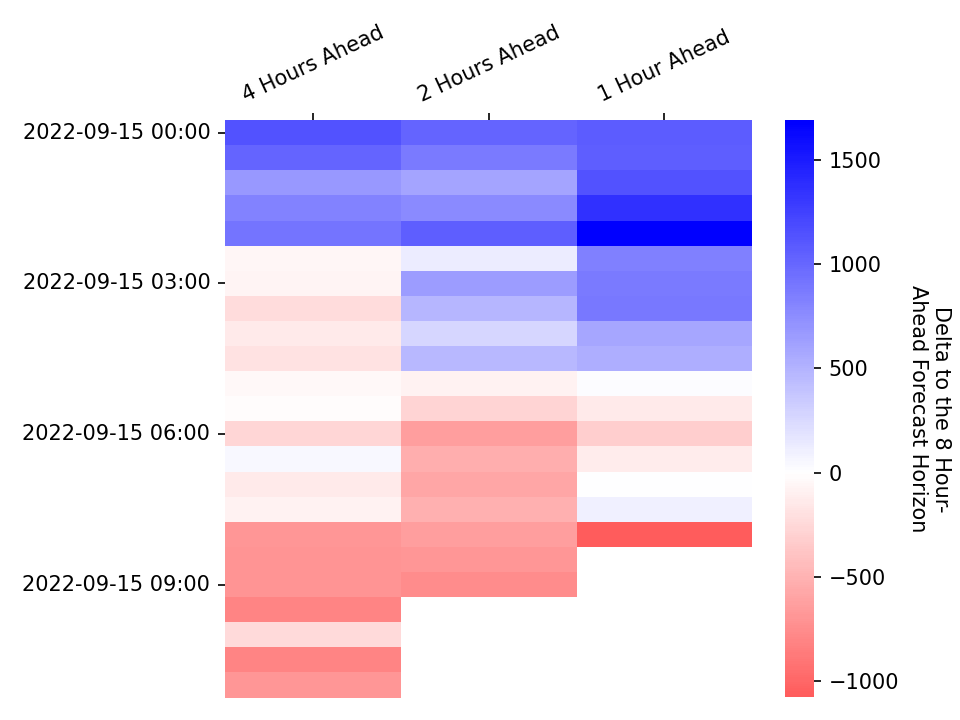 4 Hours Ahead
2 Hours Ahead
1 Hour Ahead
2022-09-15 00:00
2022-09-15 03:00
2022-09-15 06:00
2022-09-15 09:00
1500
1000
500
0
−500
−1000
Delta to the 8 Hour-
Ahead Forecast Horizon